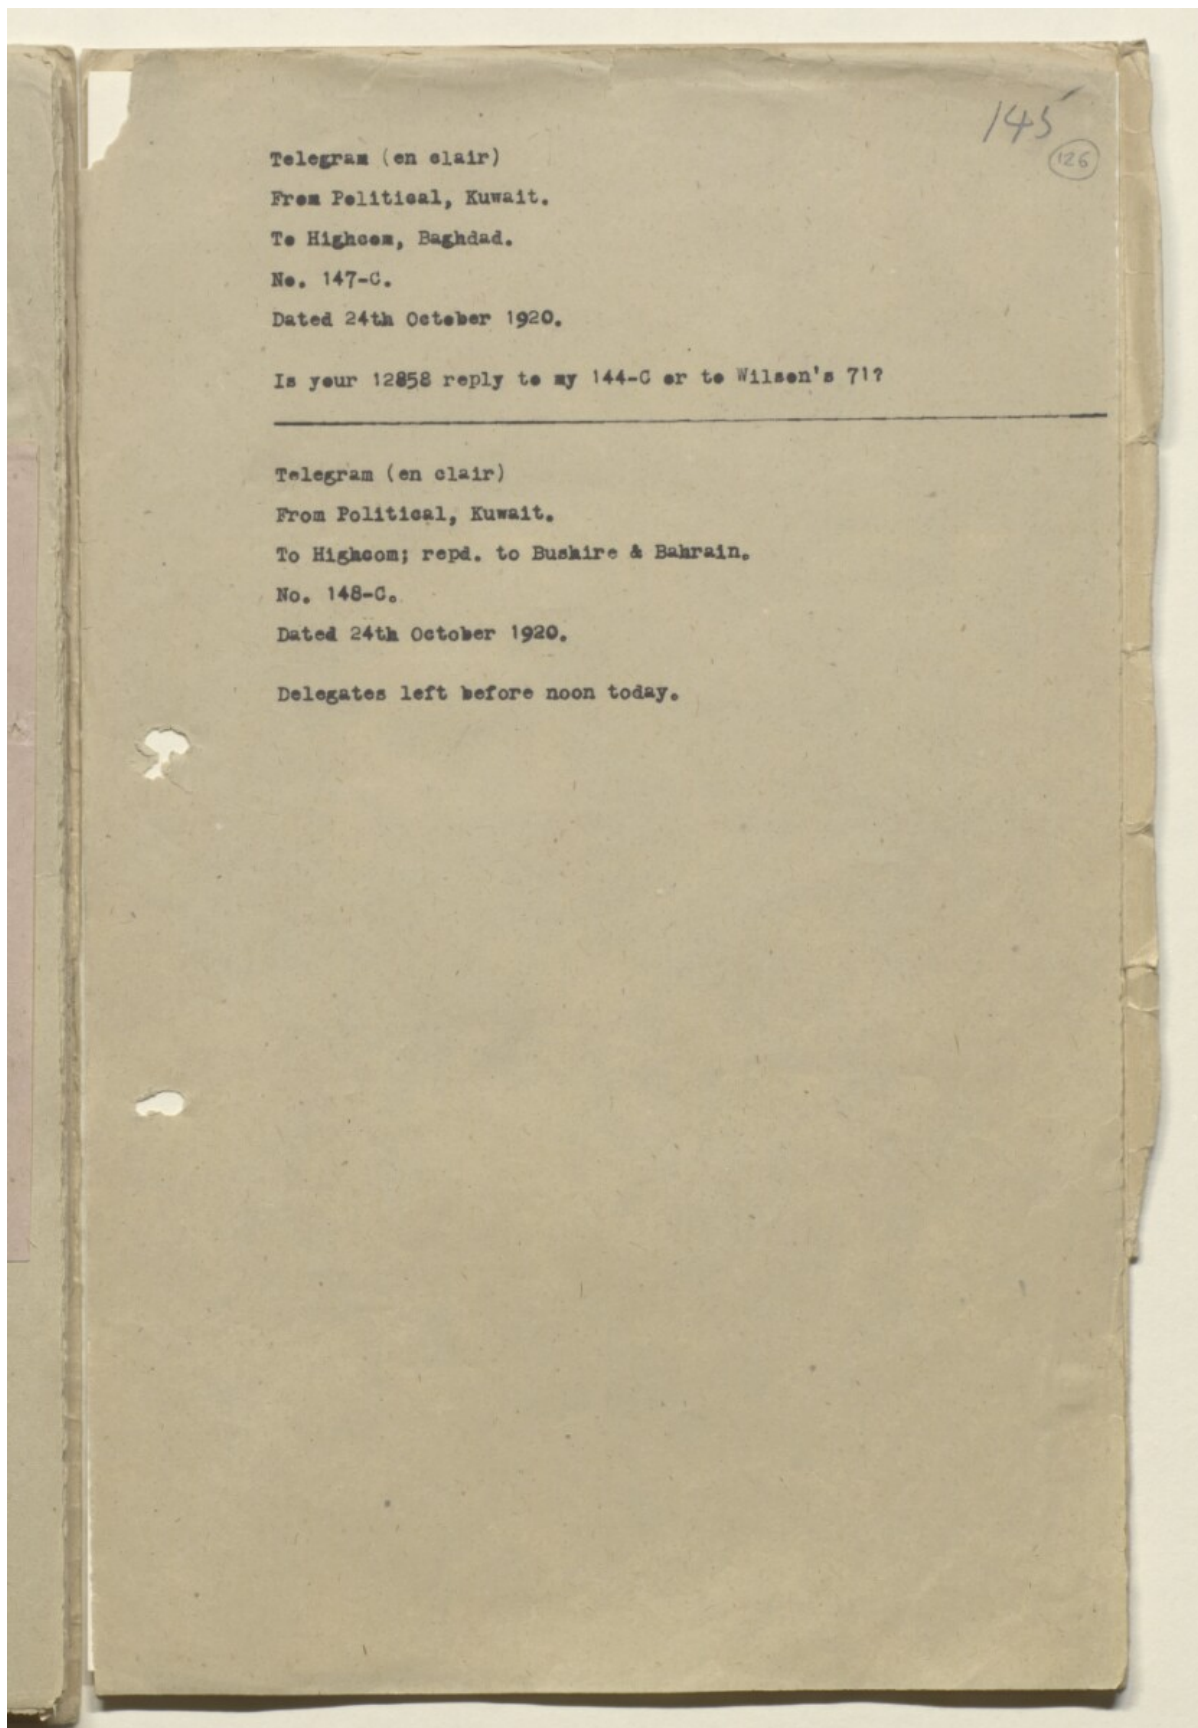 145
126
Telegram (en clair)
From Political, Kuwait.
To Highcom, Baghdad.
No. 147-C.
Dated 24th October 1920.
Is your 12858 reply to my 144-C or to Wilson's 71?
Telegram (en clair)
From Political, Kuwait.
To Highcom; repd. to Bushire & Bahrain.
No. 148-C.
Dated 24th October 1920.
Delegates left before noon today.